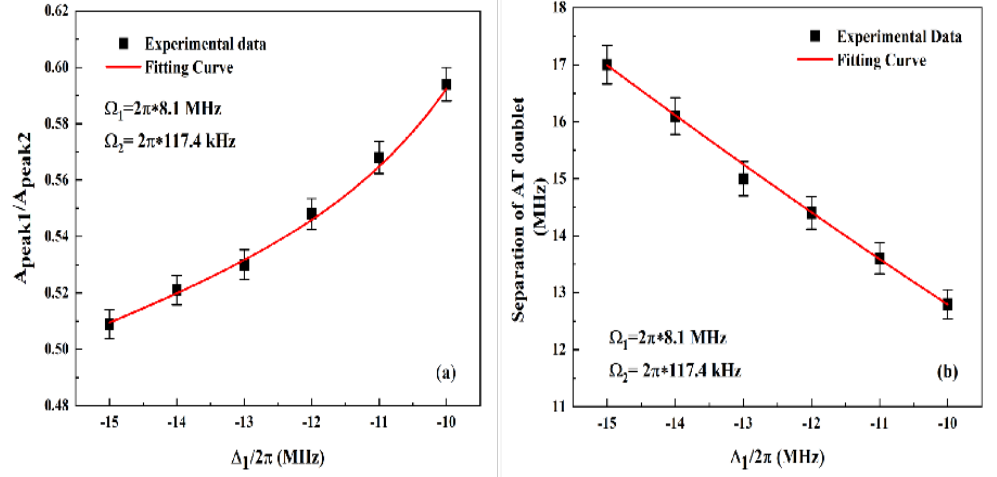 0.62
0.60
0.58
0.56
0.54
0.52
0.50
0.48
Apeak1/Apeak2
Experimental data
Fitting Curve
Ω1=2π*8.1 MHz
Ω2= 2π*117.4 kHz
(a)
-15 -14 -13 -12 -11 -10
Δ1/2π (MHz)
18
17
16
15
14
13
12
11
Separation of AT doublet
(MHz)
Experimental Data
Fitting Curve
Ω1=2π*8.1 MHz
Ω2= 2π*117.4 kHz
(b)
-15 -14 -13 -12 -11 -10
Λ1/2π (MHz)